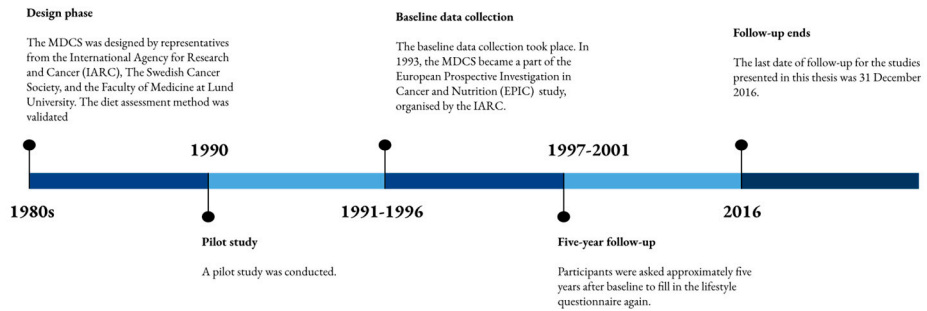 Design phase
The MDCS was designed by representatives
from the International Agency for Research
and Cancer (IARC), The Swedish Cancer
Society, and the Faculty of Medicine at Lund
University. The diet assessment method was
validated
Baseline data collection
The baseline data collection took place. In
1993, the MDCS became a part of the
European Prospective Investigation in
Cancer and Nutrition (EPIC) study,
organised by the IARC.
Follow-up ends
The last date of follow-up for the studies
presented in this thesis was 31 December
2016.
1990
1997-2001
1980s
1991-1996
2016
Pilot study
A pilot study was conducted.
Five-year follow-up
Participants were asked approximately five
years after baseline to fill in the lifestyle
questionnaire again.